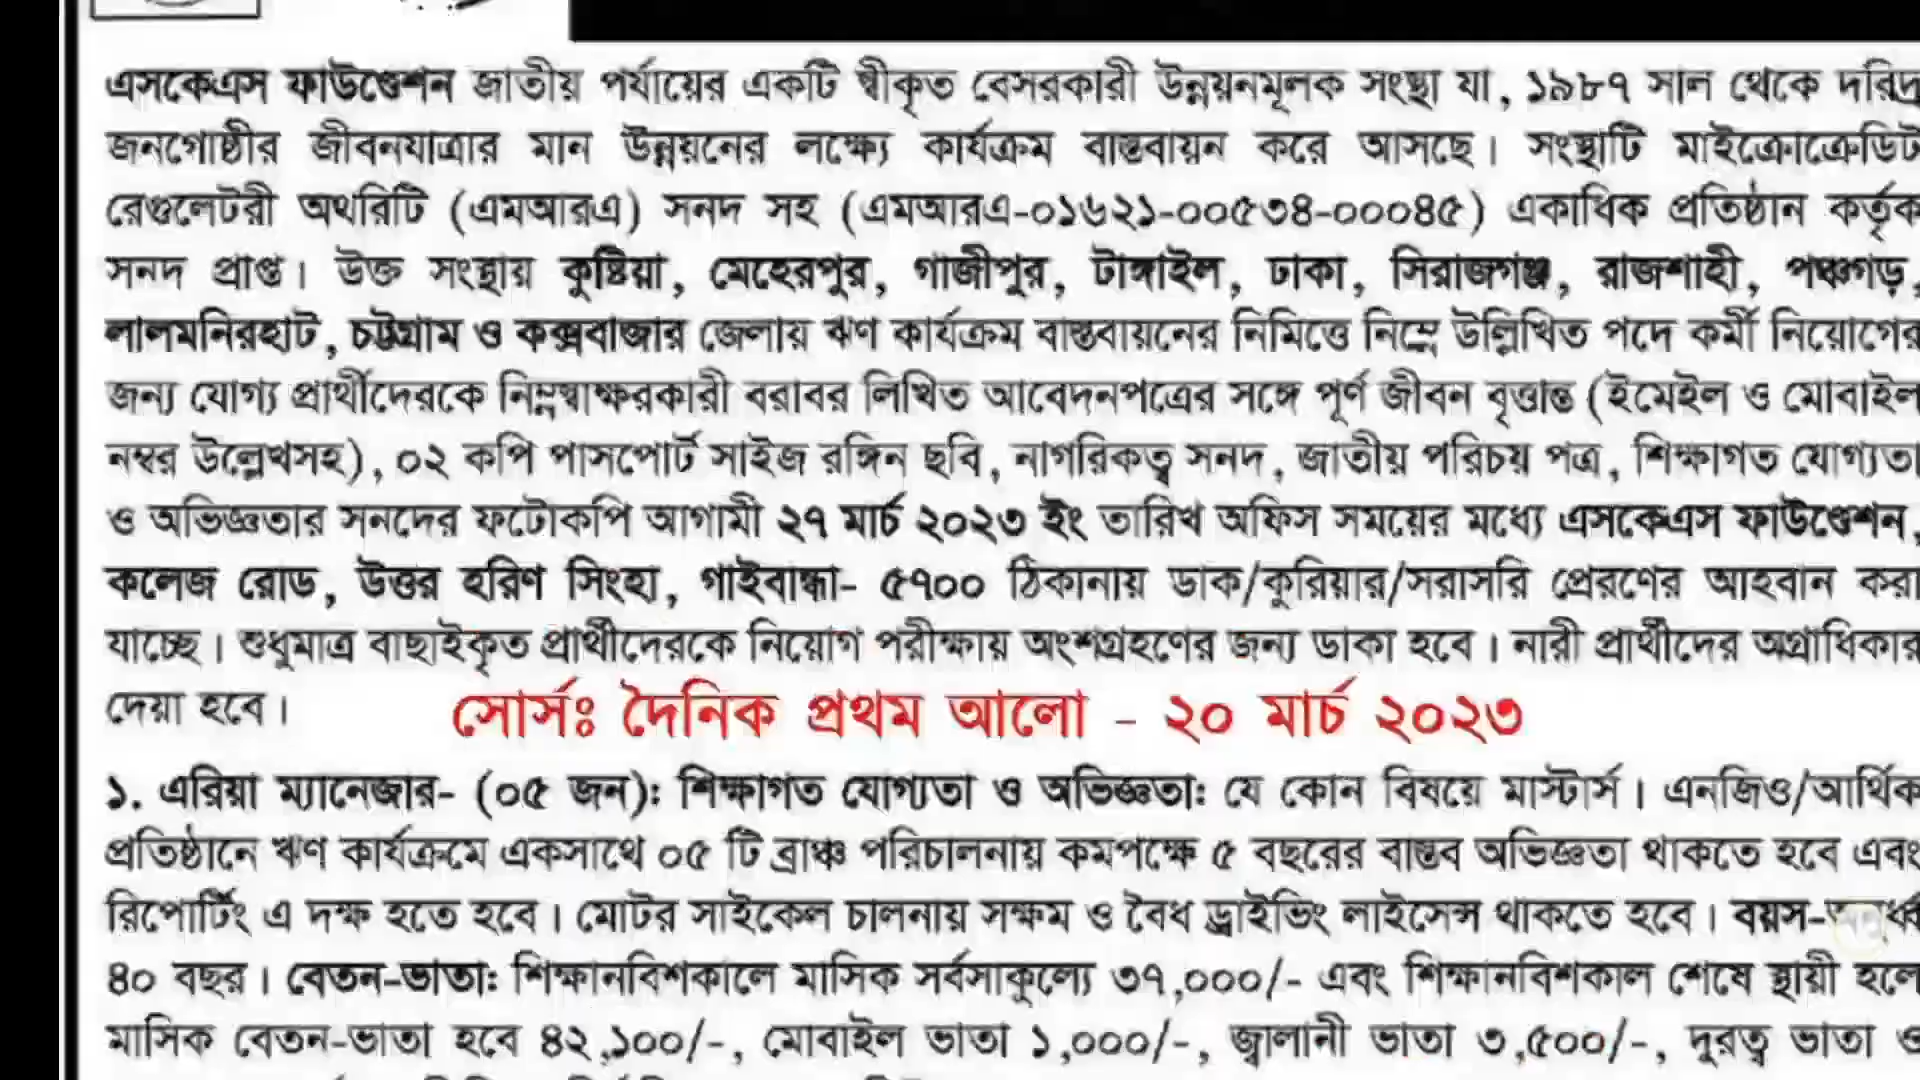 এসকেএস ফাউণ্ডেশন জাতীয় পর্যায়ের একটি স্বীকৃত বেসরকারী উন্নয়নমূলক সংস্থা যা, ১৯৮৭ সাল থেকে দরিদ্র
জনগোষ্ঠীর জীবনযাত্রার মান উন্নয়নের লক্ষ্যে কার্যক্রম বাস্তবায়ন করে আসছে। সংস্থাটি মাইক্রোক্রেডিট
রেগুলেটরী অথরিটি (এমআরএ) সনদ সহ (এমআরএ-০১৬২১-০০৫৩৪-০০০৪৫) একাধিক প্রতিষ্ঠান কর্তৃক
সনদ প্রাপ্ত। উক্ত সংস্থায় কুষ্টিয়া, মেহেরপুর, গাজীপুর, টাঙ্গাইল, ঢাকা, সিরাজগঞ্জ, রাজশাহী, পঞ্চগড়,
লালমনিরহাট, চট্টগ্রাম ও কক্সবাজার জেলায় ঋণ কার্যক্রম বাস্তবায়নের নিমিত্তে নিম্নে উল্লিখিত পদে কর্মী নিয়োগের
জন্য যোগ্য প্রার্থীদেরকে নিম্নস্বাক্ষরকারী বরাবর লিখিত আবেদনপত্রের সঙ্গে পূর্ণ জীবন বৃত্তান্ত (ইমেইল ও মোবাইল
নম্বর উল্লেখসহ), ০২ কপি পাসপোর্ট সাইজ রঙ্গিন ছবি, নাগরিকত্ব সনদ, জাতীয় পরিচয় পত্র, শিক্ষাগত যোগ্যতা
ও অভিজ্ঞতার সনদের ফটোকপি আগামী ২৭ মার্চ ২০২৩ ইং তারিখ অফিস সময়ের মধ্যে এসকেএস ফাউণ্ডেশন,
কলেজ রোড, উত্তর হরিণ সিংহা, গাইবান্ধা- ৫৭০০ ঠিকানায় ডাক/কুরিয়ার/সরাসরি প্রেরণের আহবান করা
যাচ্ছে। শুধুমাত্র বাছাইকৃত প্রার্থীদেরকে নিয়োগ পরীক্ষায় অংশগ্রহণের জন্য ডাকা হবে। নারী প্রার্থীদের অগ্রাধিকার
দেয়া হবে। সোর্সঃ দৈনিক প্রথম আলো - ২০ মার্চ ২০২৩
১. এরিয়া ম্যানেজার- (০৫ জন): শিক্ষাগত যোগ্যতা ও অভিজ্ঞতা: যে কোন বিষয়ে মাস্টার্স। এনজিও/আর্থিক
প্রতিষ্ঠানে ঋণ কার্যক্রমে একসাথে ০৫ টি ব্রাঞ্চ পরিচালনায় কমপক্ষে ৫ বছরের বাস্তব অভিজ্ঞতা থাকতে হবে এবং
রিপোর্টিং এ দক্ষ হতে হবে। মোটর সাইকেল চালনায় সক্ষম ও বৈধ ড্রাইভিং লাইসেন্স থাকতে হবে। বয়স-
৪০ বছর। বেতন-ভাতা: শিক্ষানবিশকালে মাসিক সর্বসাকুল্যে ৩৭,০০০/- এবং শিক্ষানবিশকাল শেষে স্থায়ী হলে
মাসিক বেতন-ভাতা হবে ৪২,১০০/-, মোবাইল ভাতা ১,০০০/-, জ্বালানী ভাতা ৩,৫০০/-, দূরত্ব ভাতা ও